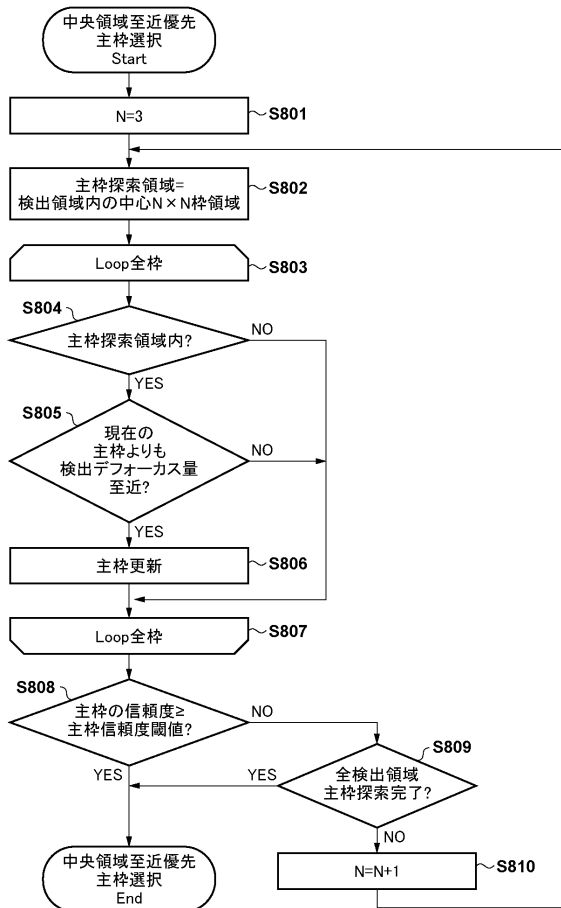 中央領域至近優先
主枠選択
Start
N=3
S801
主枠探索領域=
検出領域内の中心N×N枠領域
S802
Loop全枠
S803
S804
主枠探索領域内?
NO
YES
S805
現在の
主枠よりも
検出デフォーカス量
至近?
NO
YES
主枠更新
S806
Loop全枠
S807
S808
主枠の信頼度≥
主枠信頼度閾値?
NO
YES
S809
全検出領域
主枠探索完了?
YES
NO
N=N+1
S810
中央領域至近優先
主枠選択
End